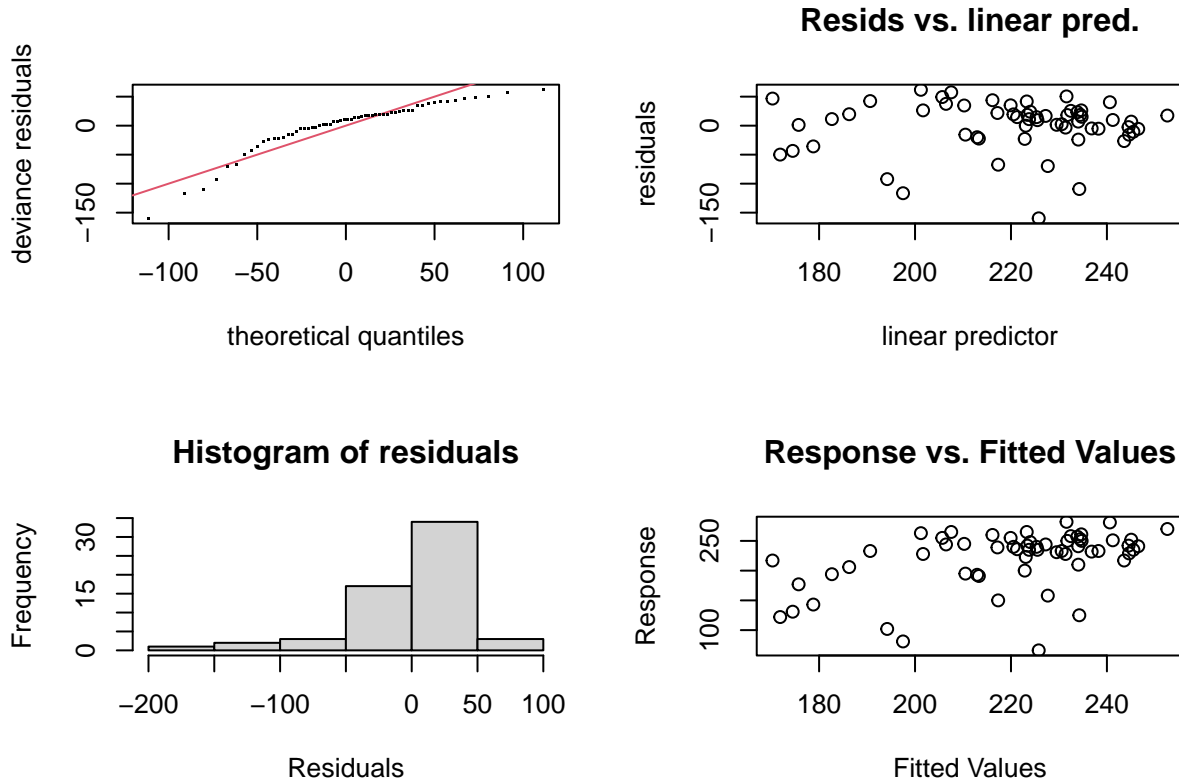 deviance residuals
0
−150
−100
−50
0
50
100
theoretical quantiles
Resids vs. linear pred.
residuals
0
−150
180
200
220
240
linear predictor
Histogram of residuals
Frequency
30
15
0
−200
−100
0
50
100
Residuals
Response vs. Fitted Values
Response
250
100
180
200
220
240
Fitted Values